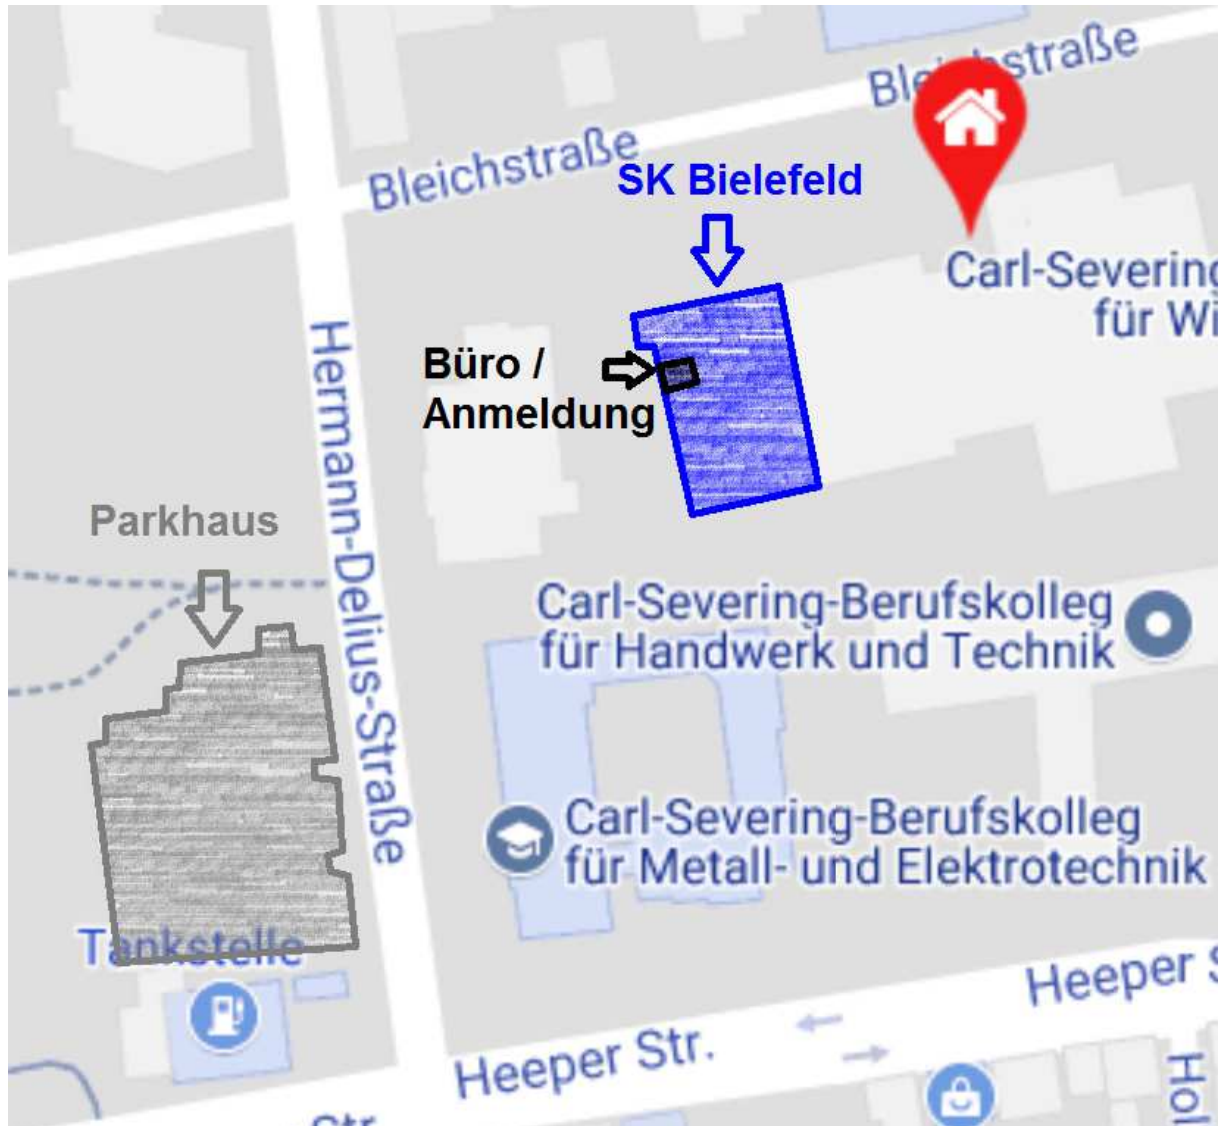 Bleichstraße
Bleichstraße
SK Bielefeld
Carl-Severing
für Wi
Büro /
Anmeldung
Hermann-Delius-Straße
Parkhaus
Carl-Severing-Berufskolleg
für Handwerk und Technik
Carl-Severing-Berufskolleg
für Metall- und Elektrotechnik
Tankstelle
Heeper S
Heeper Str.
Str
Hol